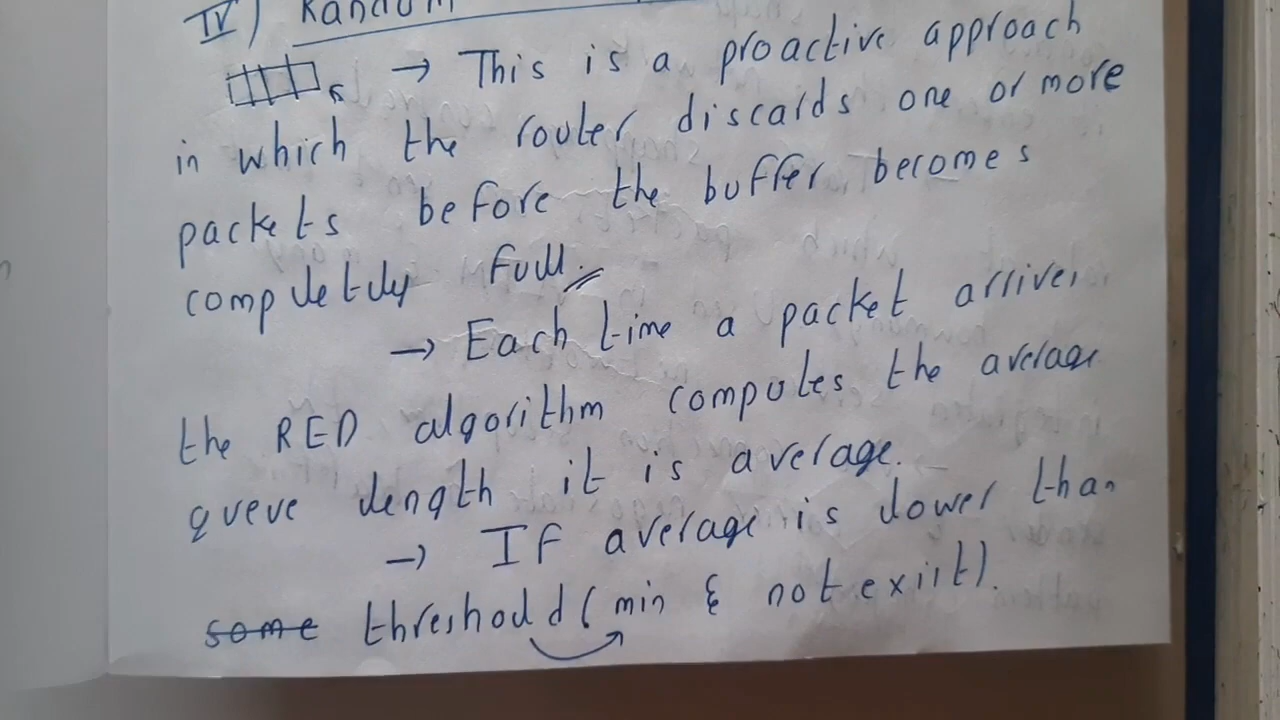 IV) Random
→ This is a proactive approach
in which the router discards one or more
packets before the buffer becomes
completely full.
→ Each time a packet arrive,
the RED algorithm computes the average
queue length it is average.
→ If average is lower than
some threshold (min & not exist).